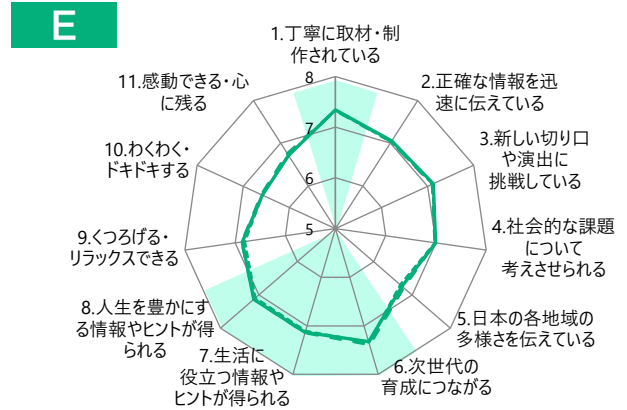 E
1.丁寧に取材・制
作されている
2.正確な情報を迅
速に伝えている
3.新しい切り口
や演出に
挑戦している
4.社会的な課題
について
考えさせられる
5.日本の各地域の
多様さを伝えている
6.次世代の
育成につながる
7.生活に
役立つ情報や
ヒントが得られる
8.人生を豊かにす
る情報やヒントが得
られる
9.くつろげる・
リラックスできる
10.わくわく・
ドキドキする
11.感動できる・心
に残る
8
7
6
5